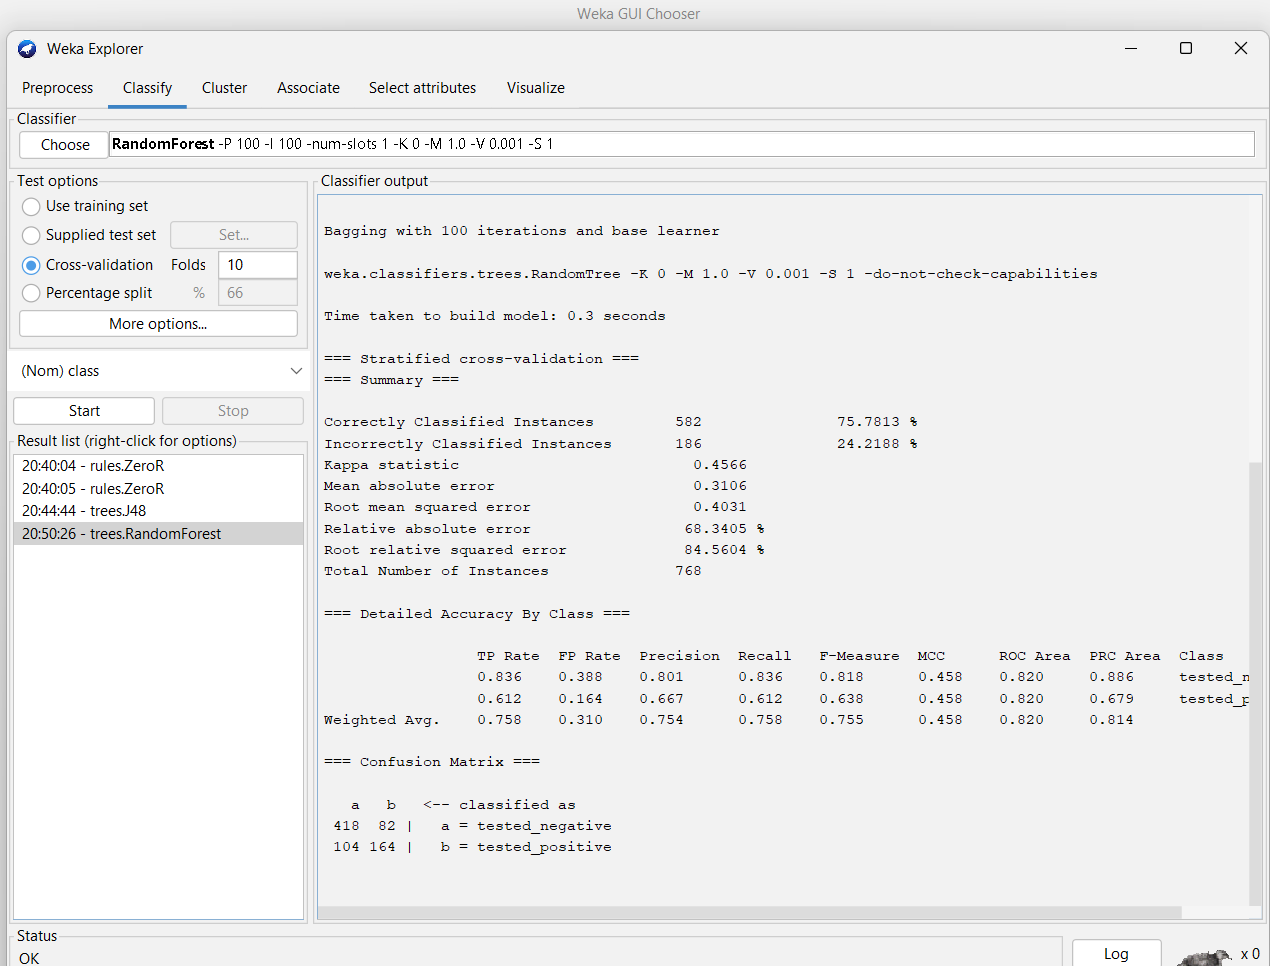 Weka GUI Chooser
Weka Explorer
Preprocess Classify Cluster Associate Select attributes Visualize
Classifier
Choose RandomForest -P 100 -I 100 -num-slots 1 -K 0 -M 1.0 -V 0.001 -S 1
Test options
Use training set
Supplied test set Set...
Cross-validation Folds 10
Percentage split % 66
More options...
(Nom) class
Start Stop
Result list (right-click for options)
20:40:04 - rules.ZeroR
20:40:05 - rules.ZeroR
20:44:44 - trees.J48
20:50:26 - trees.RandomForest
Classifier output
Bagging with 100 iterations and base learner
weka.classifiers.trees.RandomTree -K 0 -M 1.0 -V 0.001 -S 1 -do-not-check-capabilities
Time taken to build model: 0.3 seconds
=== Stratified cross-validation ===
=== Summary ===
Correctly Classified Instances 582 75.7813 %
Incorrectly Classified Instances 186 24.2188 %
Kappa statistic 0.4566
Mean absolute error 0.3106
Root mean squared error 0.4031
Relative absolute error 68.3405 %
Root relative squared error 84.5604 %
Total Number of Instances 768
=== Detailed Accuracy By Class ===
TP Rate FP Rate Precision Recall F-Measure MCC ROC Area PRC Area Class
0.836 0.388 0.801 0.836 0.818 0.458 0.820 0.886 tested_n
0.612 0.164 0.667 0.612 0.638 0.458 0.820 0.679 tested_p
Weighted Avg. 0.758 0.310 0.754 0.758 0.755 0.458 0.820 0.814
=== Confusion Matrix ===
a b <-- classified as
418 82 | a = tested_negative
104 164 | b = tested_positive
Status
OK
Log
x 0